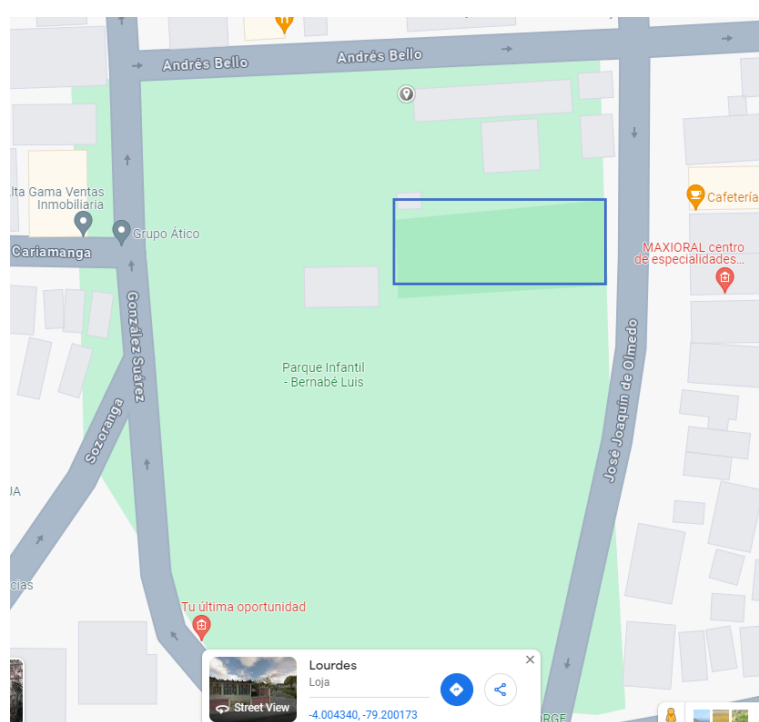 Andrés Bello
Andrés Bello
lta Gama Ventas
Inmobiliaria
Cafetería
Grupo Ático
Cariamanga
MAXIORAL centro
de especialidades...
González Suárez
José Joaquín de Olmedo
Parque Infantil
- Bernabé Luis
Sozoranga
UA
cias
Tu última oportunidad
Lourdes
Loja
Street View
-4.004340, -79.200173
RGE